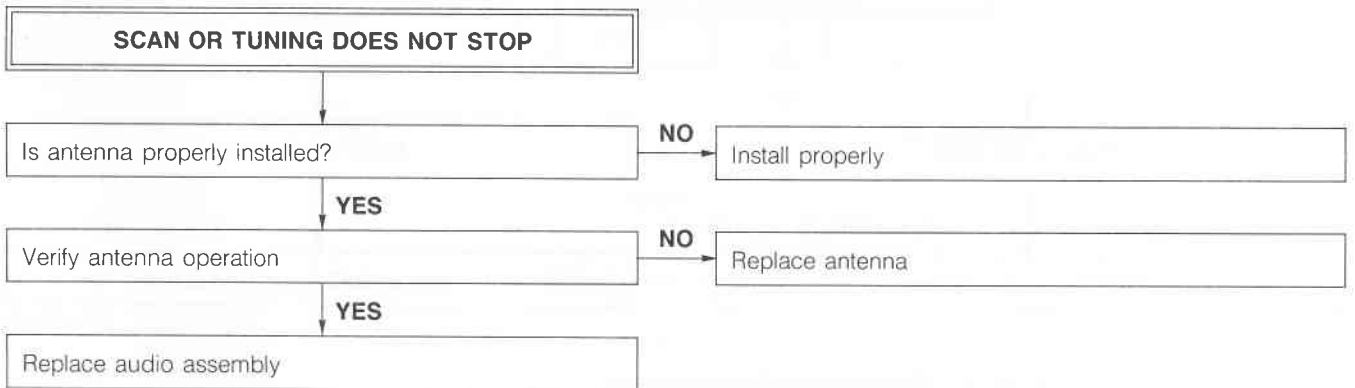 SCAN OR TUNING DOES NOT STOP
Is antenna properly installed?
NO
Install properly
YES
Verify antenna operation
NO
Replace antenna
YES
Replace audio assembly